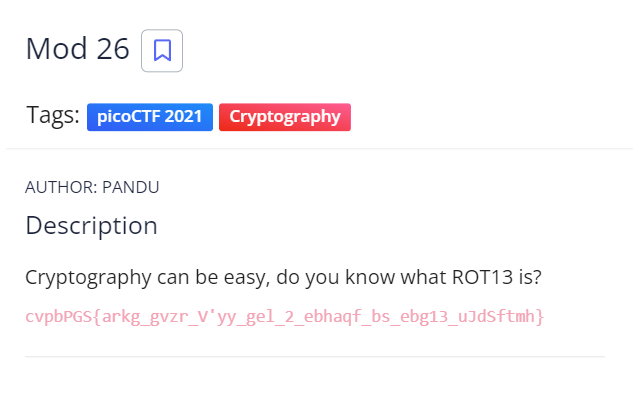 Mod 26
Tags: picoCTF 2021 Cryptography
AUTHOR: PANDU
Description
Cryptography can be easy, do you know what ROT13 is?
cvpbPGS{arkg_gvzr_V'yy_gel_2_ebhaqf_bs_ebg13_uJdSftmh}